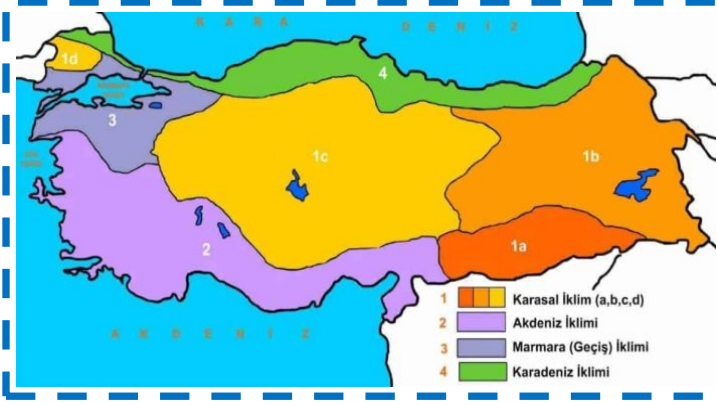 K A R A D E N İ Z
1d
4
3
1c
1b
2
1a
A K D E N İ Z
1 Karasal İklim (a,b,c,d)
2 Akdeniz İklimi
3 Marmara (Geçiş) İklimi
4 Karadeniz İklimi